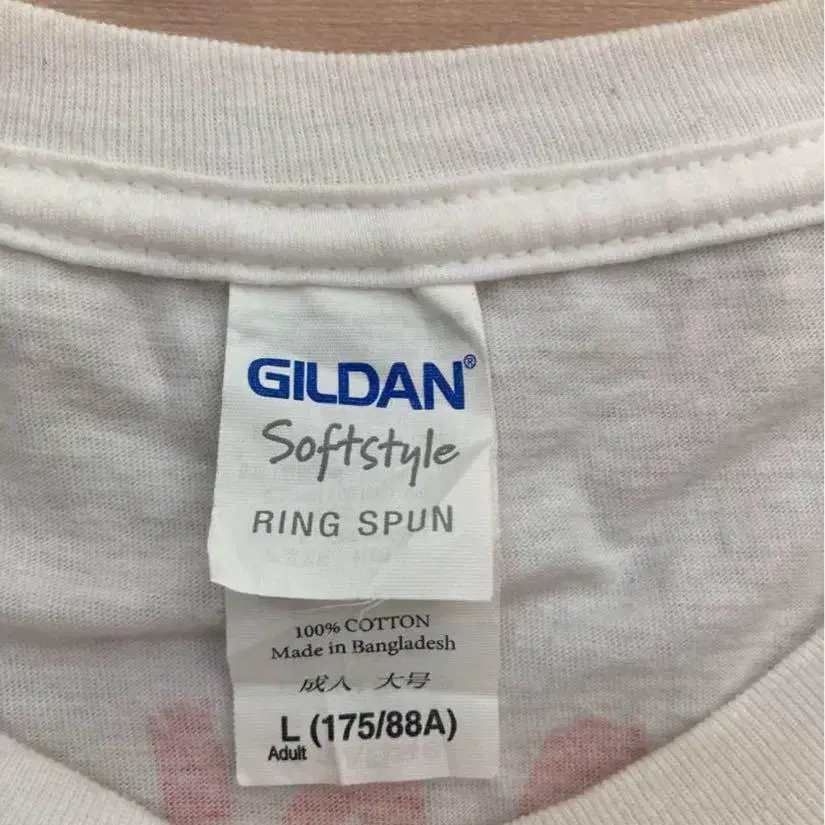 GILDAN®
Softstyle
RING SPUN
100% COTTON
Made in Bangladesh
成人 大号
L (175/88A)
Adult